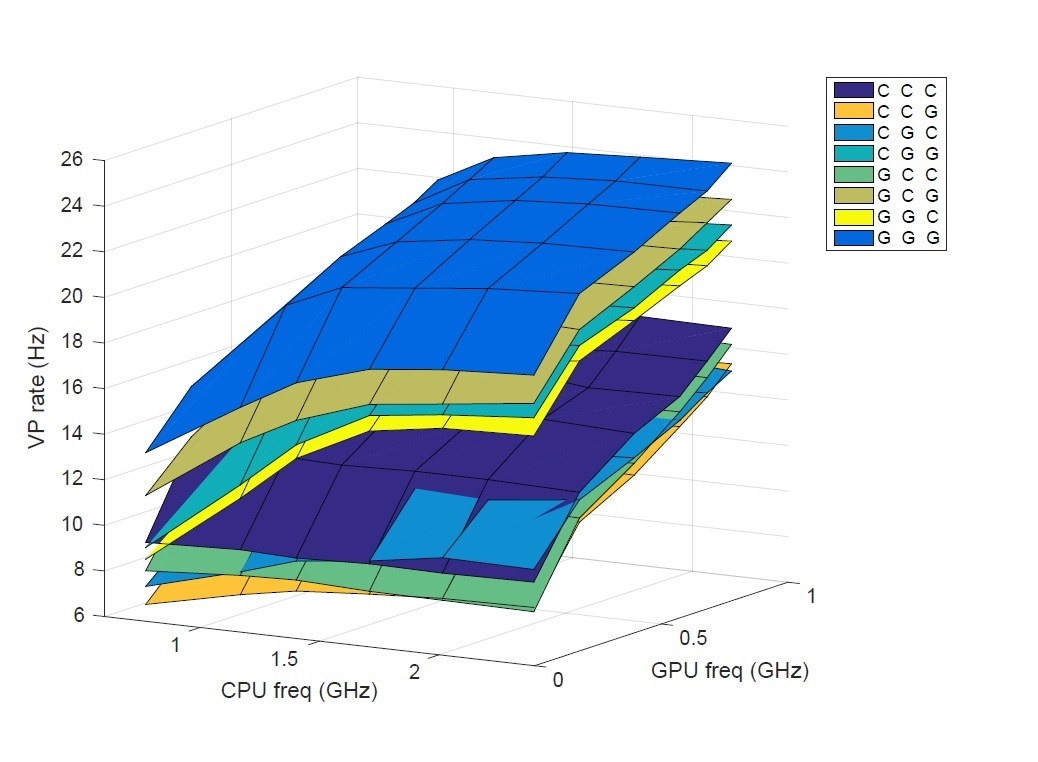 C C C
C C G
C G C
C G G
G C C
G C G
G G C
G G G
26
24
22
20
18
16
14
12
10
8
6
VP rate (Hz)
1
1.5
2
CPU freq (GHz)
0
0.5
1
GPU freq (GHz)